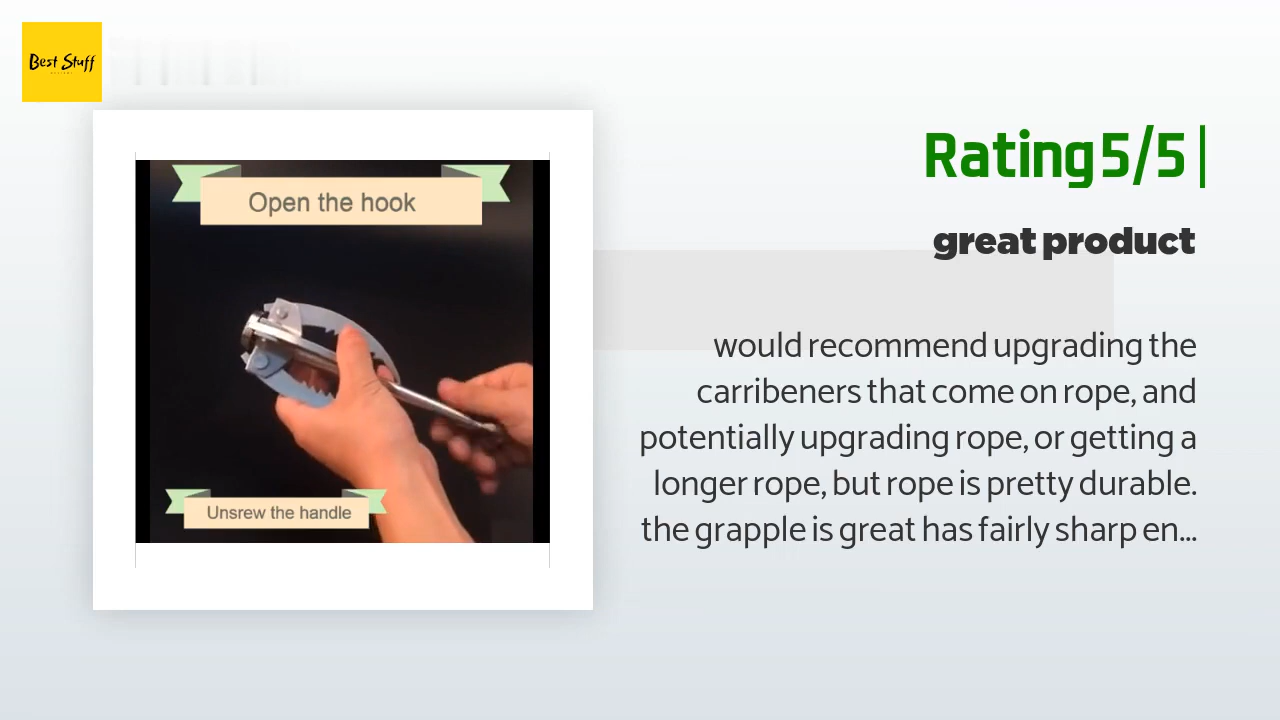 Best Stuff
Open the hook
Unsrew the handle
Rating 5/5 |
great product
would recommend upgrading the
carribeners that come on rope, and
potentially upgrading rope, or getting a
longer rope, but rope is pretty durable.
the grapple is great has fairly sharp en...